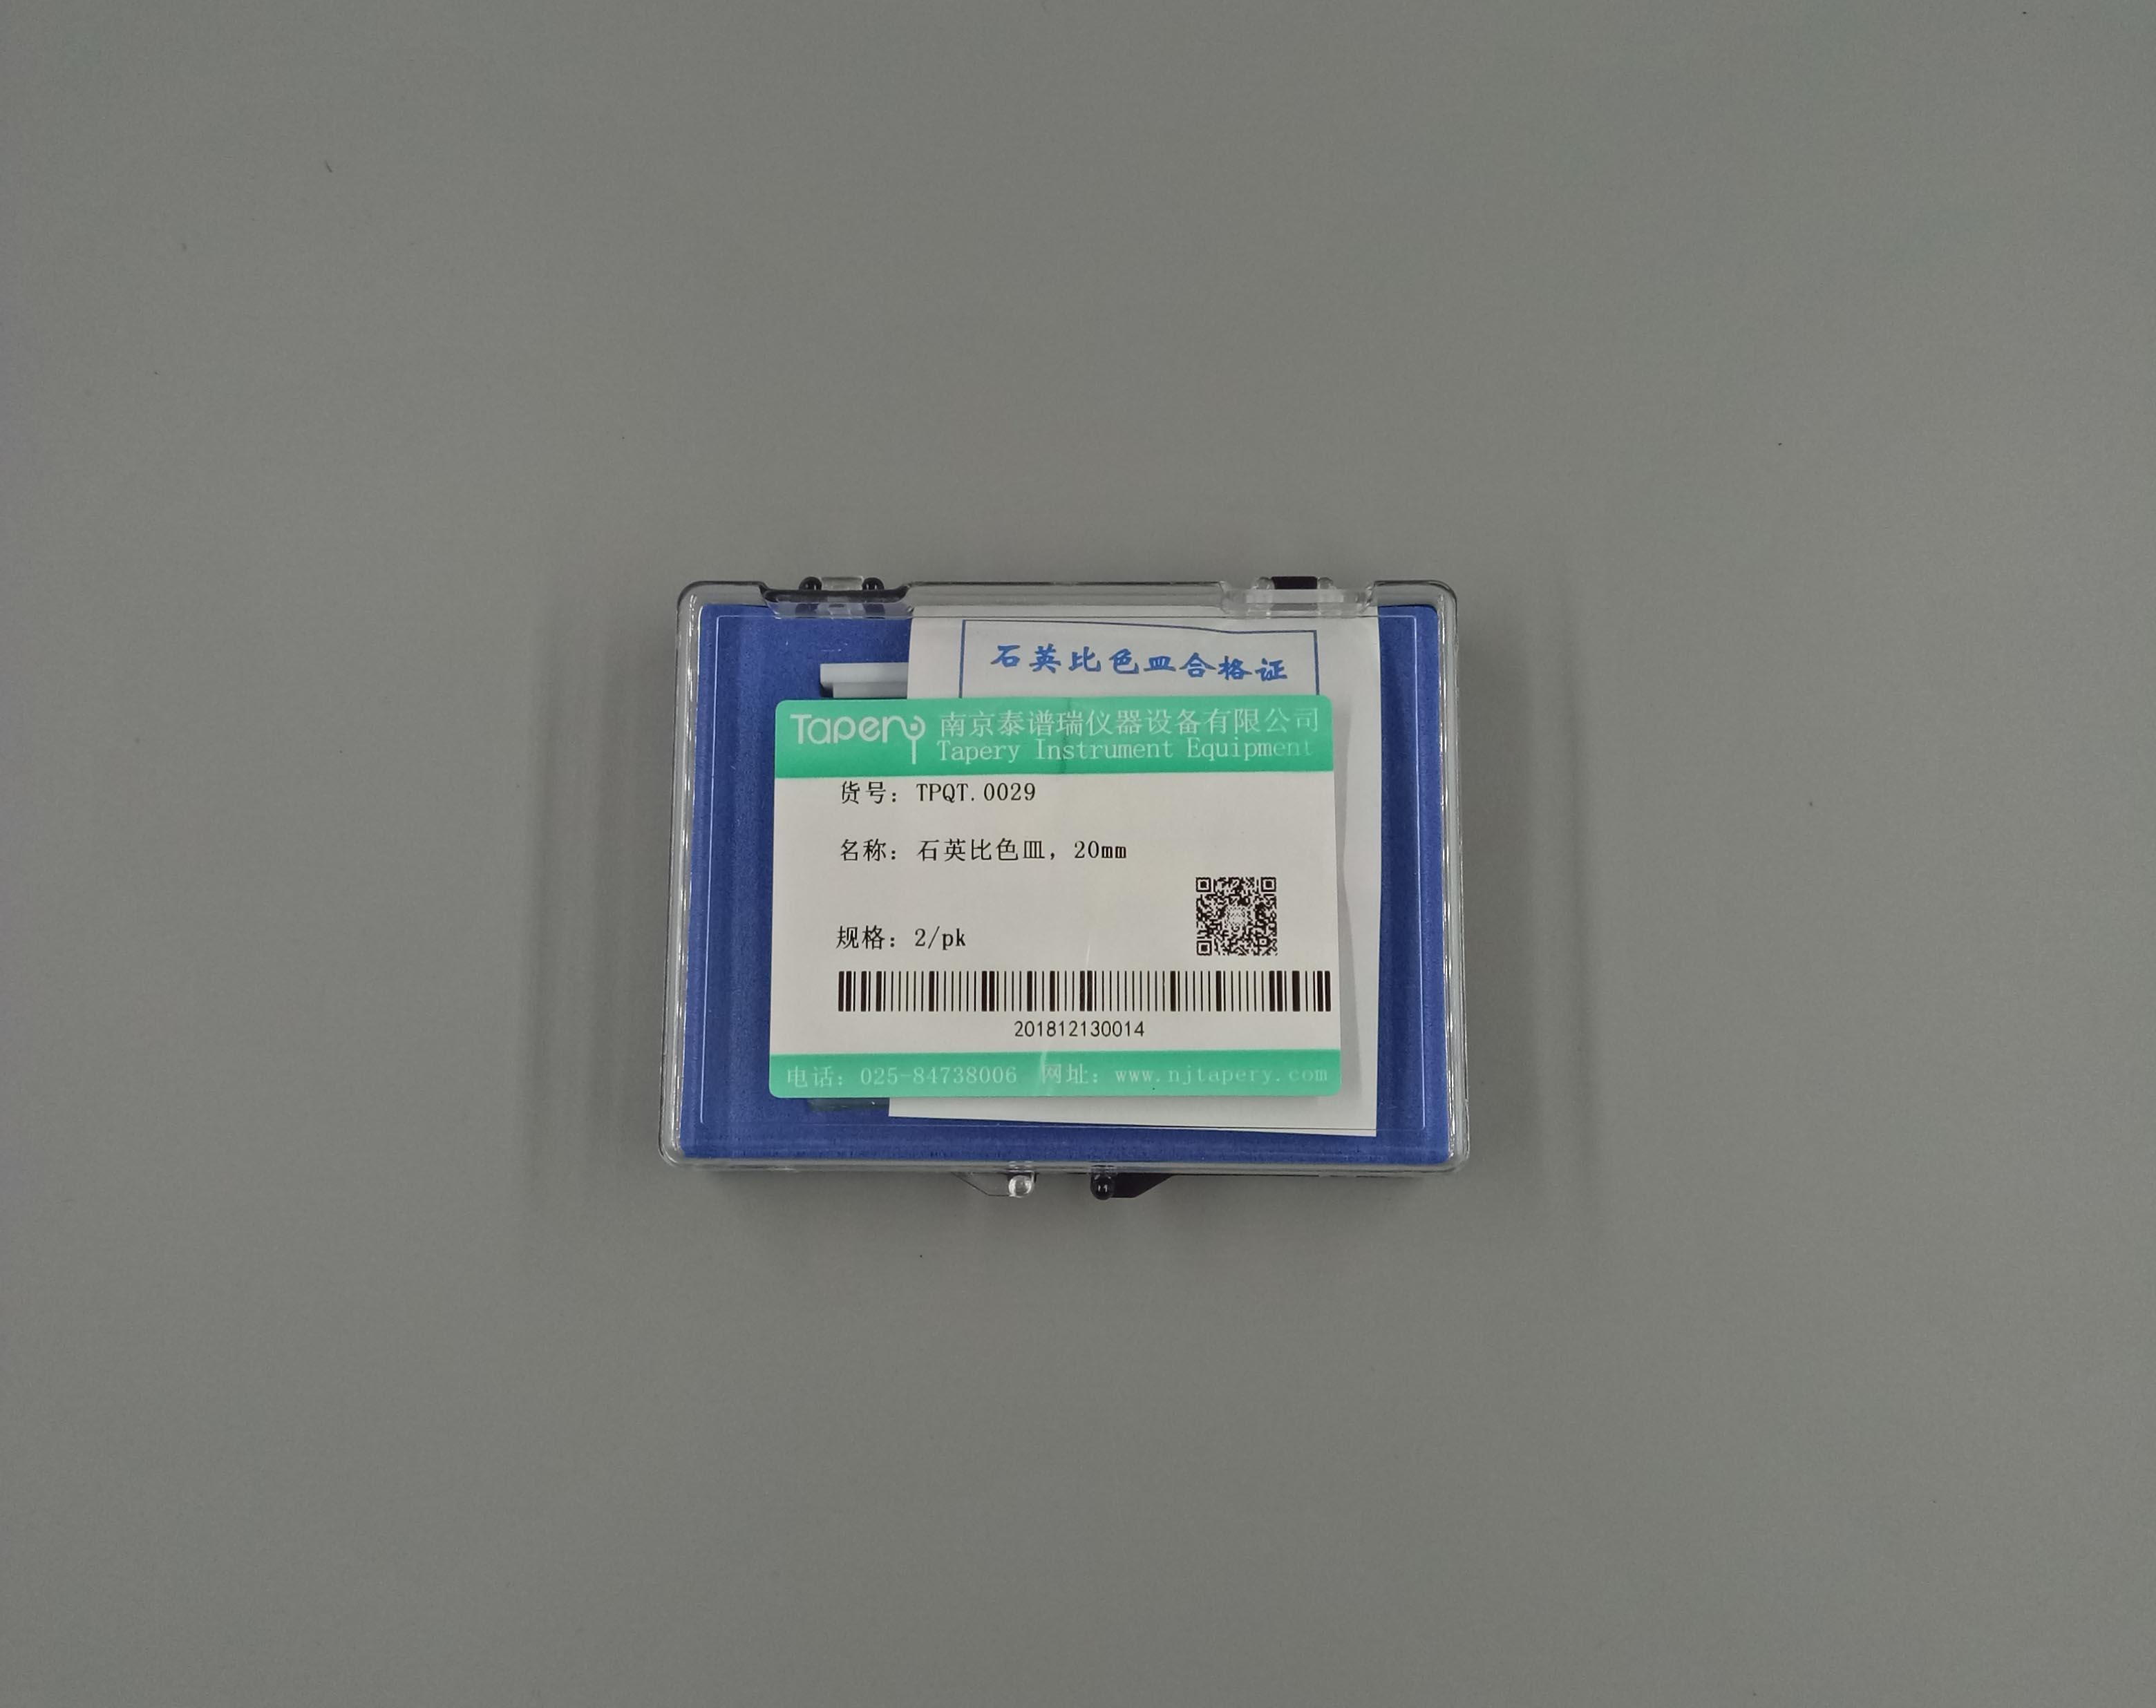 石英比色皿合格证
Tapery 南京泰谱瑞仪器设备有限公司
Tapery Instrument Equipment
货号：TPQT.0029
名称：石英比色皿，20mm
规格：2/pk
201812130014
电话：025-84738006 网址：www.njtapery.com